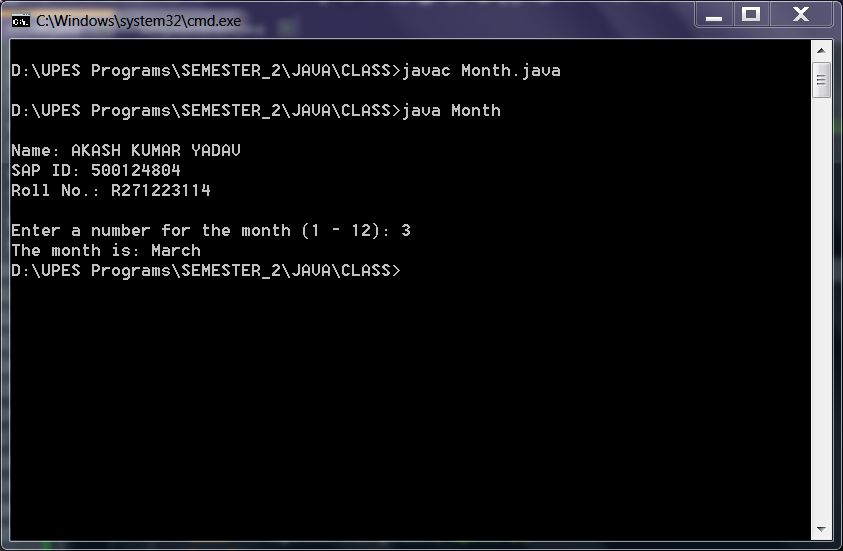 C:\Windows\system32\cmd.exe
D:\UPES Programs\SEMESTER_2\JAVA\CLASS>javac Month.java
D:\UPES Programs\SEMESTER_2\JAVA\CLASS>java Month
Name: AKASH KUMAR YADAV
SAP ID: 500124804
Roll No.: R271223114
Enter a number for the month (1 - 12): 3
The month is: March
D:\UPES Programs\SEMESTER_2\JAVA\CLASS>